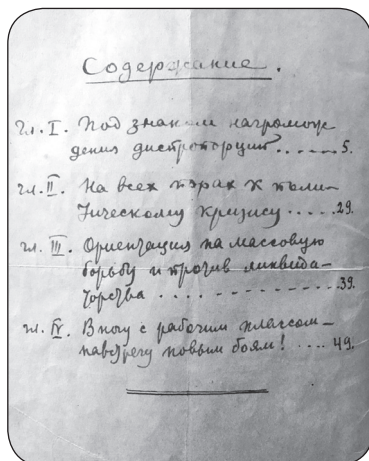 Содержание.
гл. I. Под знаком нагромож
дения диспропорций ...... 5.
гл. II. На всех парах к поли-
тическому кризису ..... 29.
гл. III. Ориентация на массовую
борьбу и против ликвида-
торства .... - - - - - - - - - 39.
гл. IV. В ногу с рабочим классом -
навстречу новым боям! .... 49.